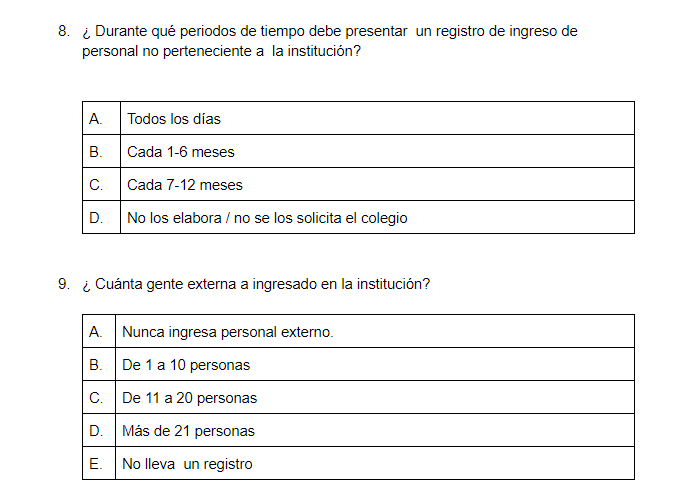 8. ¿ Durante qué periodos de tiempo debe presentar un registro de ingreso de
personal no perteneciente a la institución?
A. Todos los días
B. Cada 1-6 meses
C. Cada 7-12 meses
D. No los elabora / no se los solicita el colegio
9. ¿ Cuánta gente externa a ingresado en la institución?
A. Nunca ingresa personal externo.
B. De 1 a 10 personas
C. De 11 a 20 personas
D. Más de 21 personas
E. No lleva un registro